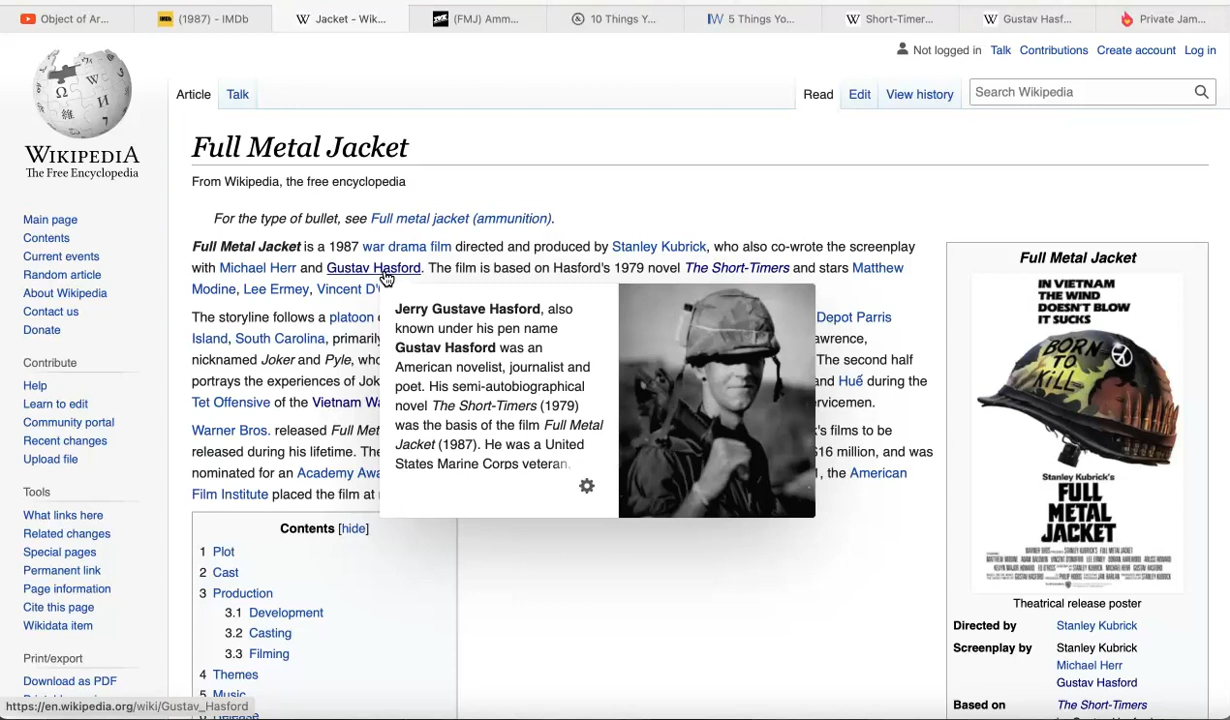 Object of Ar...
(1987) - IMDb
Jacket - Wik...
(FMJ) Amm...
10 Things Y...
5 Things Yo...
Short-Timer...
Gustav Hasf...
Private Jam...
Not logged in Talk Contributions Create account Log in
WIKIPEDIA
The Free Encyclopedia
Article Talk Read Edit View history Search Wikipedia
Full Metal Jacket
From Wikipedia, the free encyclopedia
For the type of bullet, see Full metal jacket (ammunition).
Full Metal Jacket is a 1987 war drama film directed and produced by Stanley Kubrick, who also co-wrote the screenplay
with Michael Herr and Gustav Hasford. The film is based on Hasford's 1979 novel The Short-Timers and stars Matthew
Modine, Lee Ermey, Vincent D'
The storyline follows a platoon Depot Parris
Island, South Carolina, primarily awrence,
nicknamed Joker and Pyle, who The second half
portrays the experiences of Jok and Huế during the
Tet Offensive of the Vietnam Wa rvicemen.
Warner Bros. released Full Met k's films to be
released during his lifetime. The $16 million, and was
nominated for an Academy Awa 1, the American
Film Institute placed the film at
Jerry Gustave Hasford, also
known under his pen name
Gustav Hasford was an
American novelist, journalist and
poet. His semi-autobiographical
novel The Short-Timers (1979)
was the basis of the film Full Metal
Jacket (1987). He was a United
States Marine Corps veteran.
Contents [hide]
1 Plot
2 Cast
3 Production
3.1 Development
3.2 Casting
3.3 Filming
4 Themes
5 Music
6 Release
Main page
Contents
Current events
Random article
About Wikipedia
Contact us
Donate
Contribute
Help
Learn to edit
Community portal
Recent changes
Upload file
Tools
What links here
Related changes
Special pages
Permanent link
Page information
Cite this page
Wikidata item
Print/export
Download as PDF
https://en.wikipedia.org/wiki/Gustav_Hasford
Full Metal Jacket
IN VIETNAM
THE WIND
DOESN'T BLOW
IT SUCKS
BORN
TO
KILL
Stanley Kubrick's
FULL
METAL
JACKET
Theatrical release poster
Directed by Stanley Kubrick
Screenplay by Stanley Kubrick
Michael Herr
Gustav Hasford
Based on The Short-Timers